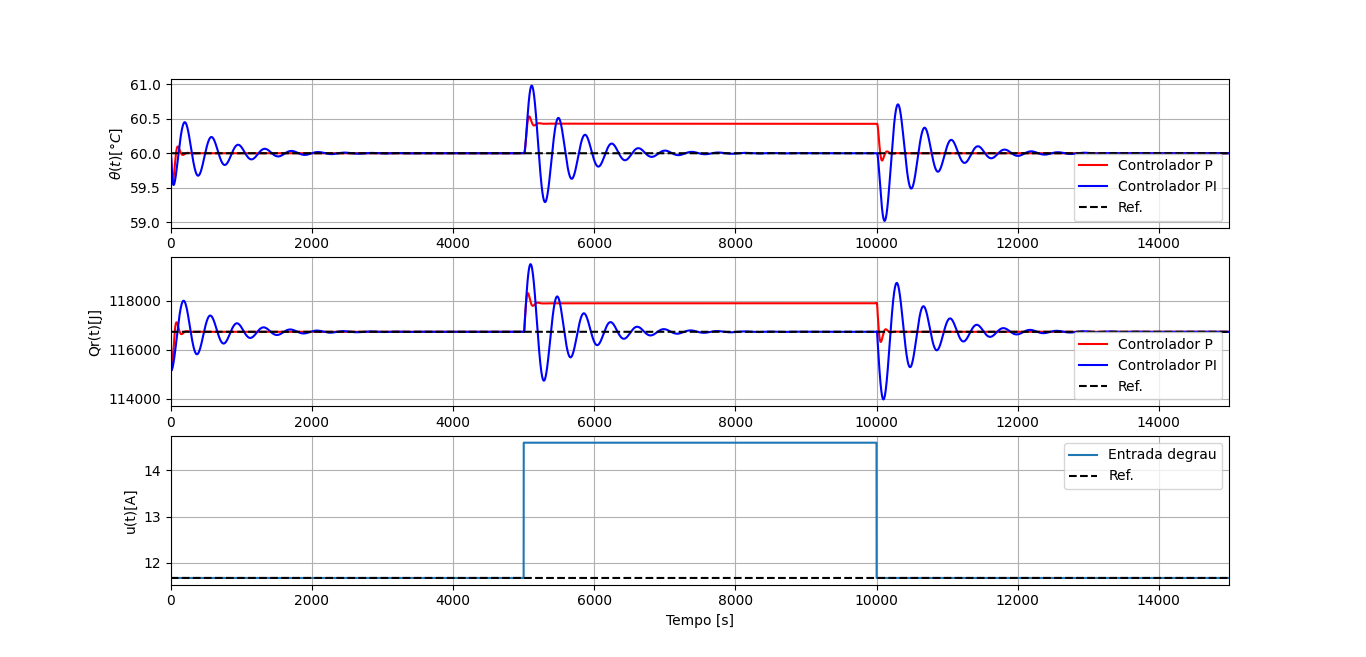 61.0
60.5
60.0
59.5
59.0
θ(t)[°C]
Controlador P
Controlador PI
Ref.
0 2000 4000 6000 8000 10000 12000 14000
118000
116000
114000
Qr(t)[J]
Controlador P
Controlador PI
Ref.
0 2000 4000 6000 8000 10000 12000 14000
14
13
12
u(t)[A]
Entrada degrau
Ref.
0 2000 4000 6000 8000 10000 12000 14000
Tempo [s]